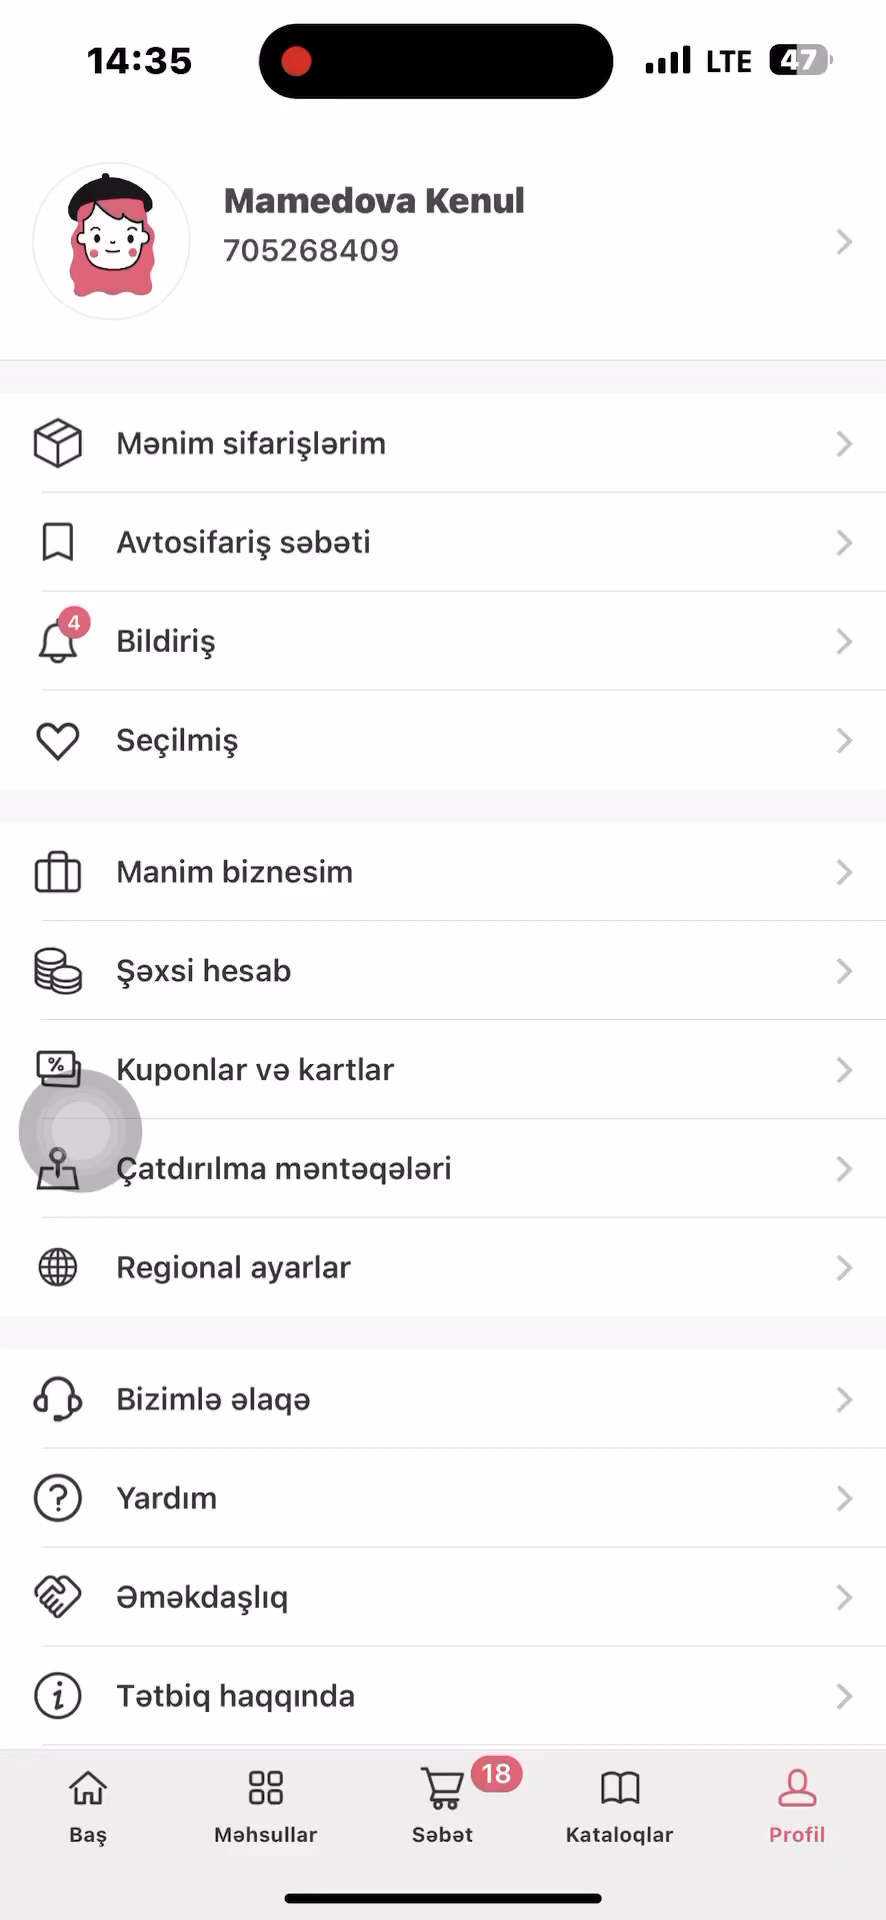 14:35
LTE
47
Mamedova Kenul
705268409
Mənim sifarişlərim
Avtosifariş səbəti
4
Bildiriş
Seçilmiş
Manim biznesim
Şəxsi hesab
%
Kuponlar və kartlar
Çatdırılma məntəqələri
Regional ayarlar
Bizimlə əlaqə
?
Yardım
Əməkdaşlıq
i
Tətbiq haqqında
18
Baş
Məhsullar
Səbət
Kataloqlar
Profil